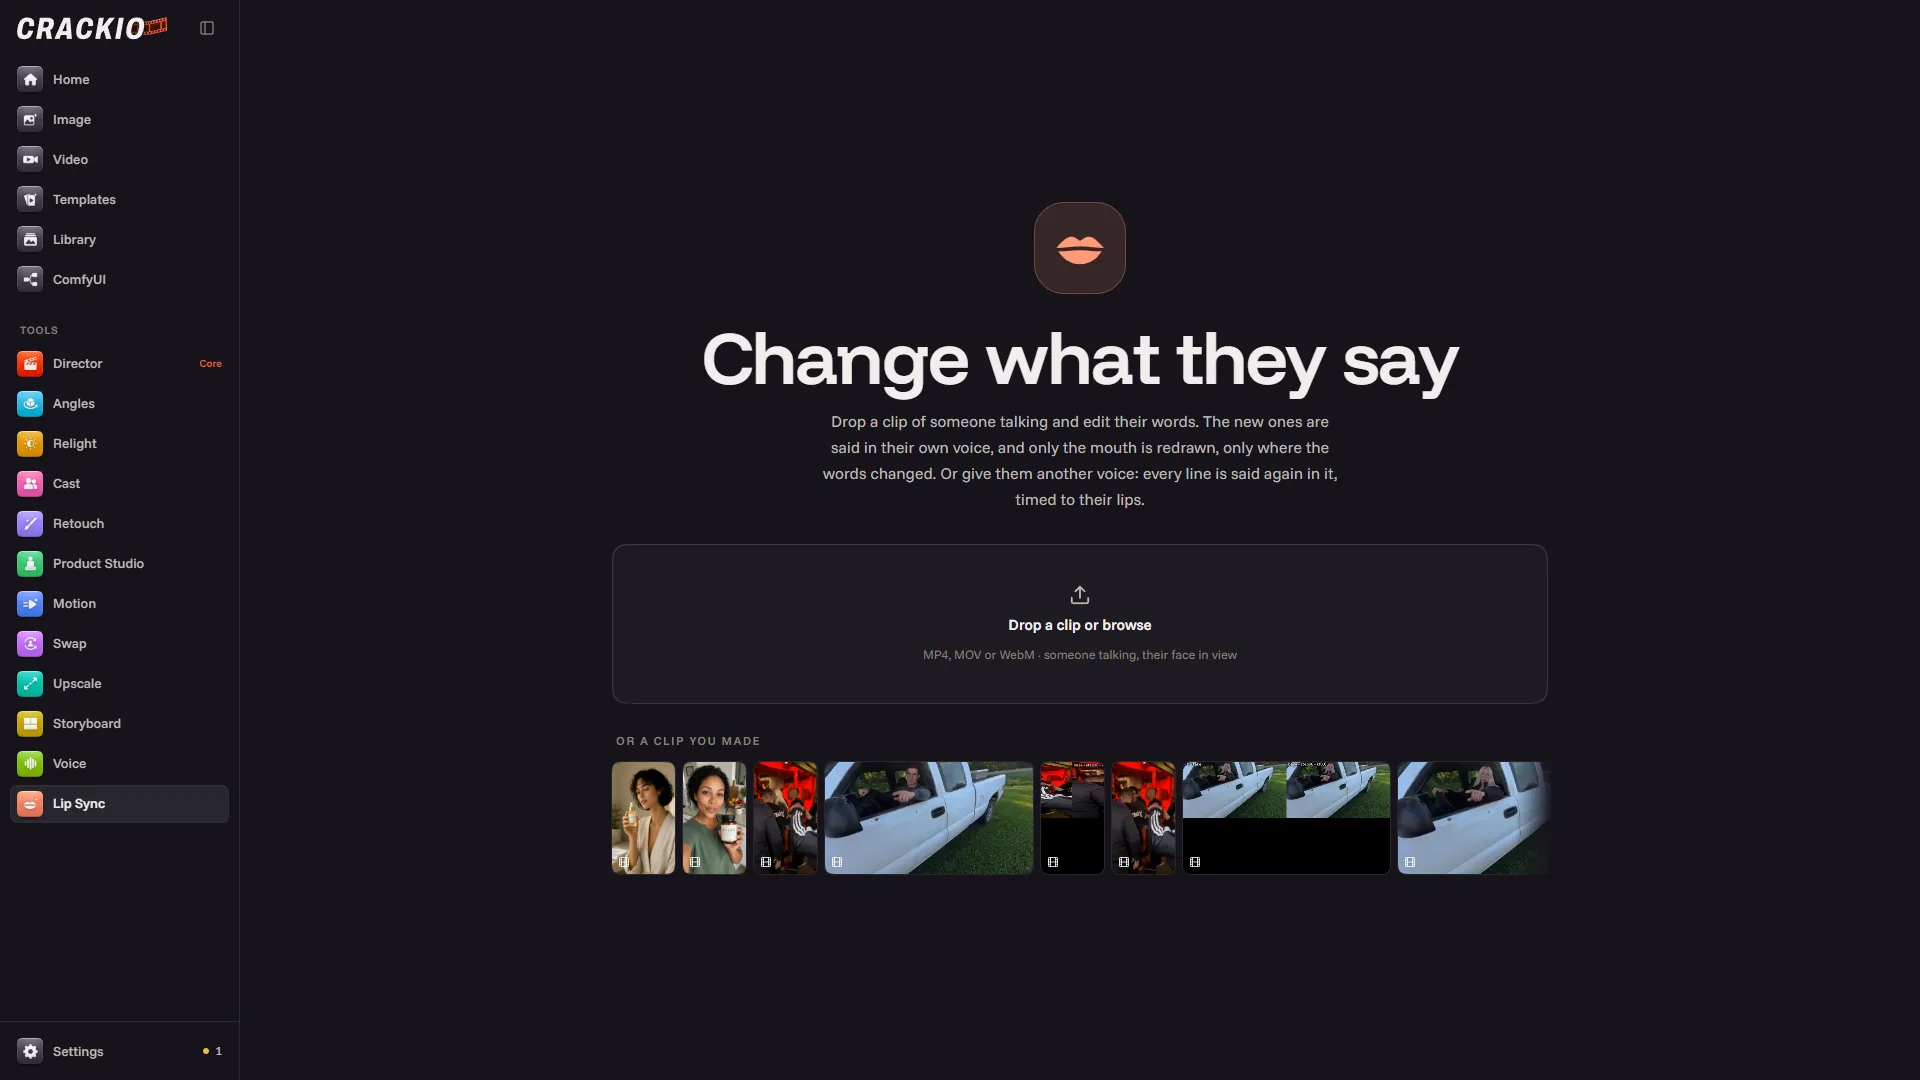 CRACKIO
Home
Image
Video
Templates
Library
ComfyUI
TOOLS
Director
Core
Angles
Relight
Cast
Retouch
Product Studio
Motion
Swap
Upscale
Storyboard
Voice
Lip Sync
Settings
1
Change what they say
Drop a clip of someone talking and edit their words. The new ones are
said in their own voice, and only the mouth is redrawn, only where the
words changed. Or give them another voice: every line is said again in it,
timed to their lips.
Drop a clip or browse
MP4, MOV or WebM · someone talking, their face in view
OR A CLIP YOU MADE